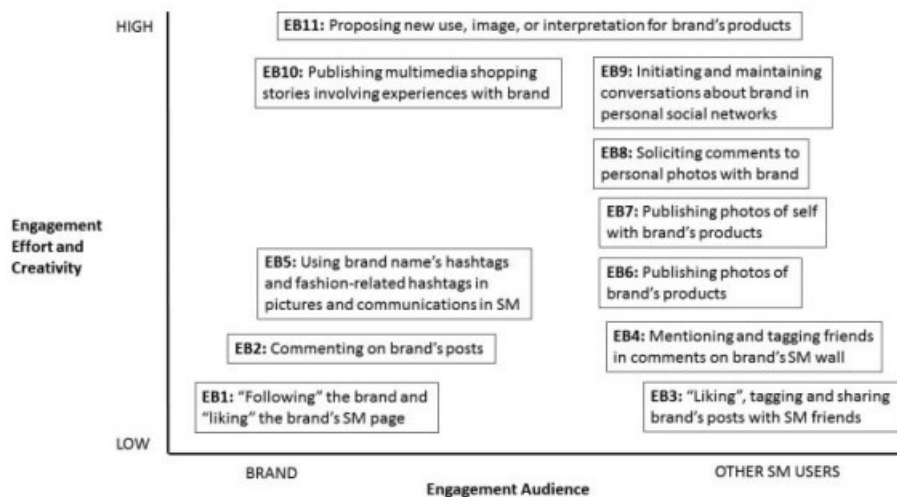 HIGH
EB11: Proposing new use, image, or interpretation for brand's products
EB10: Publishing multimedia shopping
stories involving experiences with brand
EB9: Initiating and maintaining
conversations about brand in
personal social networks
EB8: Soliciting comments to
personal photos with brand
EB7: Publishing photos of self
with brand's products
Engagement
Effort and
Creativity
EB5: Using brand name's hashtags
and fashion-related hashtags in
pictures and communications in SM
EB6: Publishing photos of
brand's products
EB2: Commenting on brand's posts
EB4: Mentioning and tagging friends
in comments on brand's SM wall
EB1: “Following” the brand and
“liking” the brand's SM page
EB3: “Liking”, tagging and sharing
brand's posts with SM friends
LOW
BRAND
OTHER SM USERS
Engagement Audience